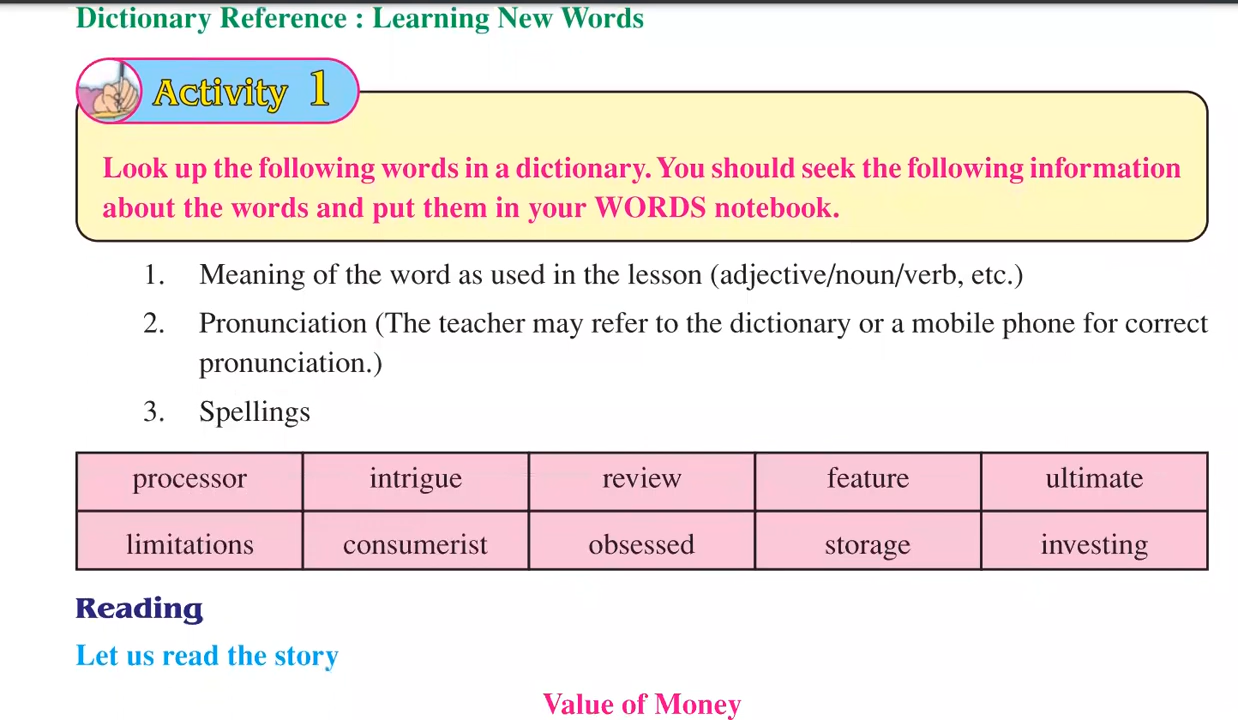 Dictionary Reference : Learning New Words
Activity 1
Look up the following words in a dictionary. You should seek the following information
about the words and put them in your WORDS notebook.
1. Meaning of the word as used in the lesson (adjective/noun/verb, etc.)
2. Pronunciation (The teacher may refer to the dictionary or a mobile phone for correct
pronunciation.)
3. Spellings
processor intrigue review feature ultimate
limitations consumerist obsessed storage investing
Reading
Let us read the story
Value of Money